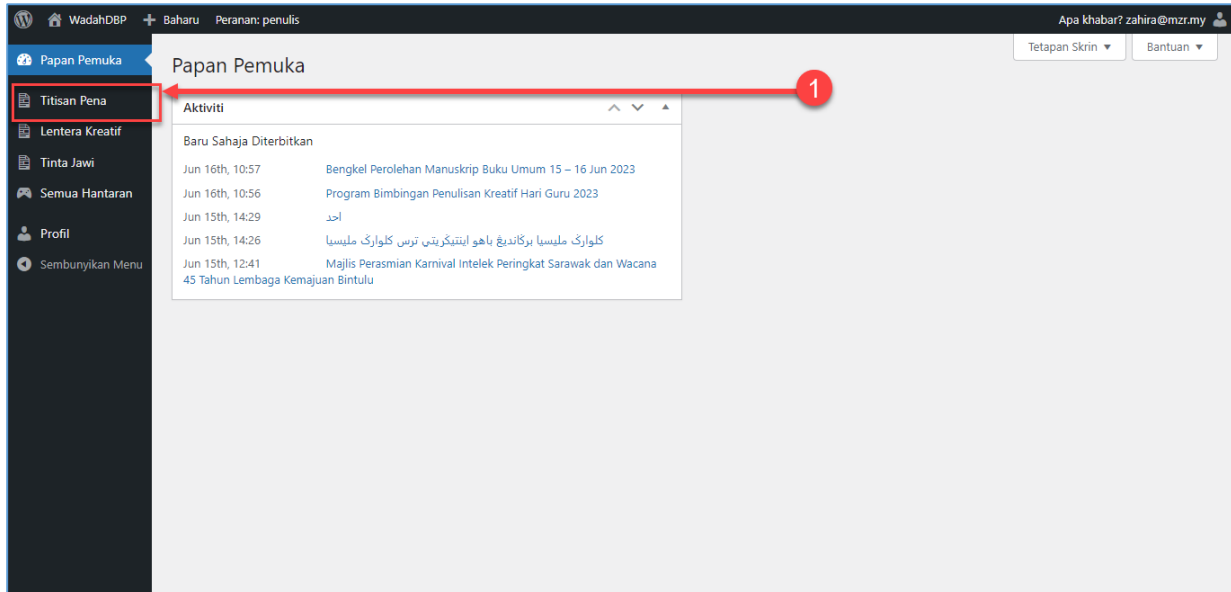 WadahDBP + Baharu Peranan: penulis Apa khabar? zahira@mzr.my
Tetapan Skrin ▼ Bantuan ▼
Papan Pemuka
Titisan Pena
Lentera Kreatif
Tinta Jawi
Semua Hantaran
Profil
Sembunyikan Menu
Papan Pemuka
1
Aktiviti
Baru Sahaja Diterbitkan
Jun 16th, 10:57 Bengkel Perolehan Manuskrip Buku Umum 15 – 16 Jun 2023
Jun 16th, 10:56 Program Bimbingan Penulisan Kreatif Hari Guru 2023
Jun 15th, 14:29 احد
Jun 15th, 14:26 كلوارݢ مليسيا برݢانديڠ باهو اينتيݢريتي ترس كلوارݢ مليسيا
Jun 15th, 12:41 Majlis Perasmian Karnival Intelek Peringkat Sarawak dan Wacana
45 Tahun Lembaga Kemajuan Bintulu